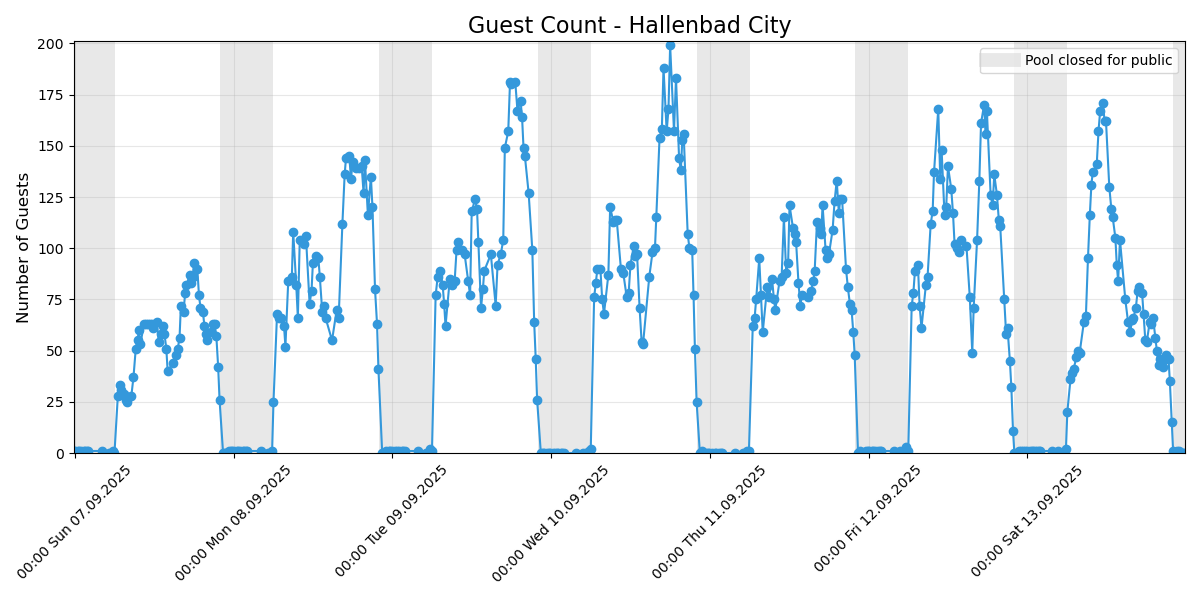 Guest Count - Hallenbad City
Pool closed for public
Number of Guests
200
175
150
125
100
75
50
25
0
00:00 Sun 07.09.2025
00:00 Mon 08.09.2025
00:00 Tue 09.09.2025
00:00 Wed 10.09.2025
00:00 Thu 11.09.2025
00:00 Fri 12.09.2025
00:00 Sat 13.09.2025